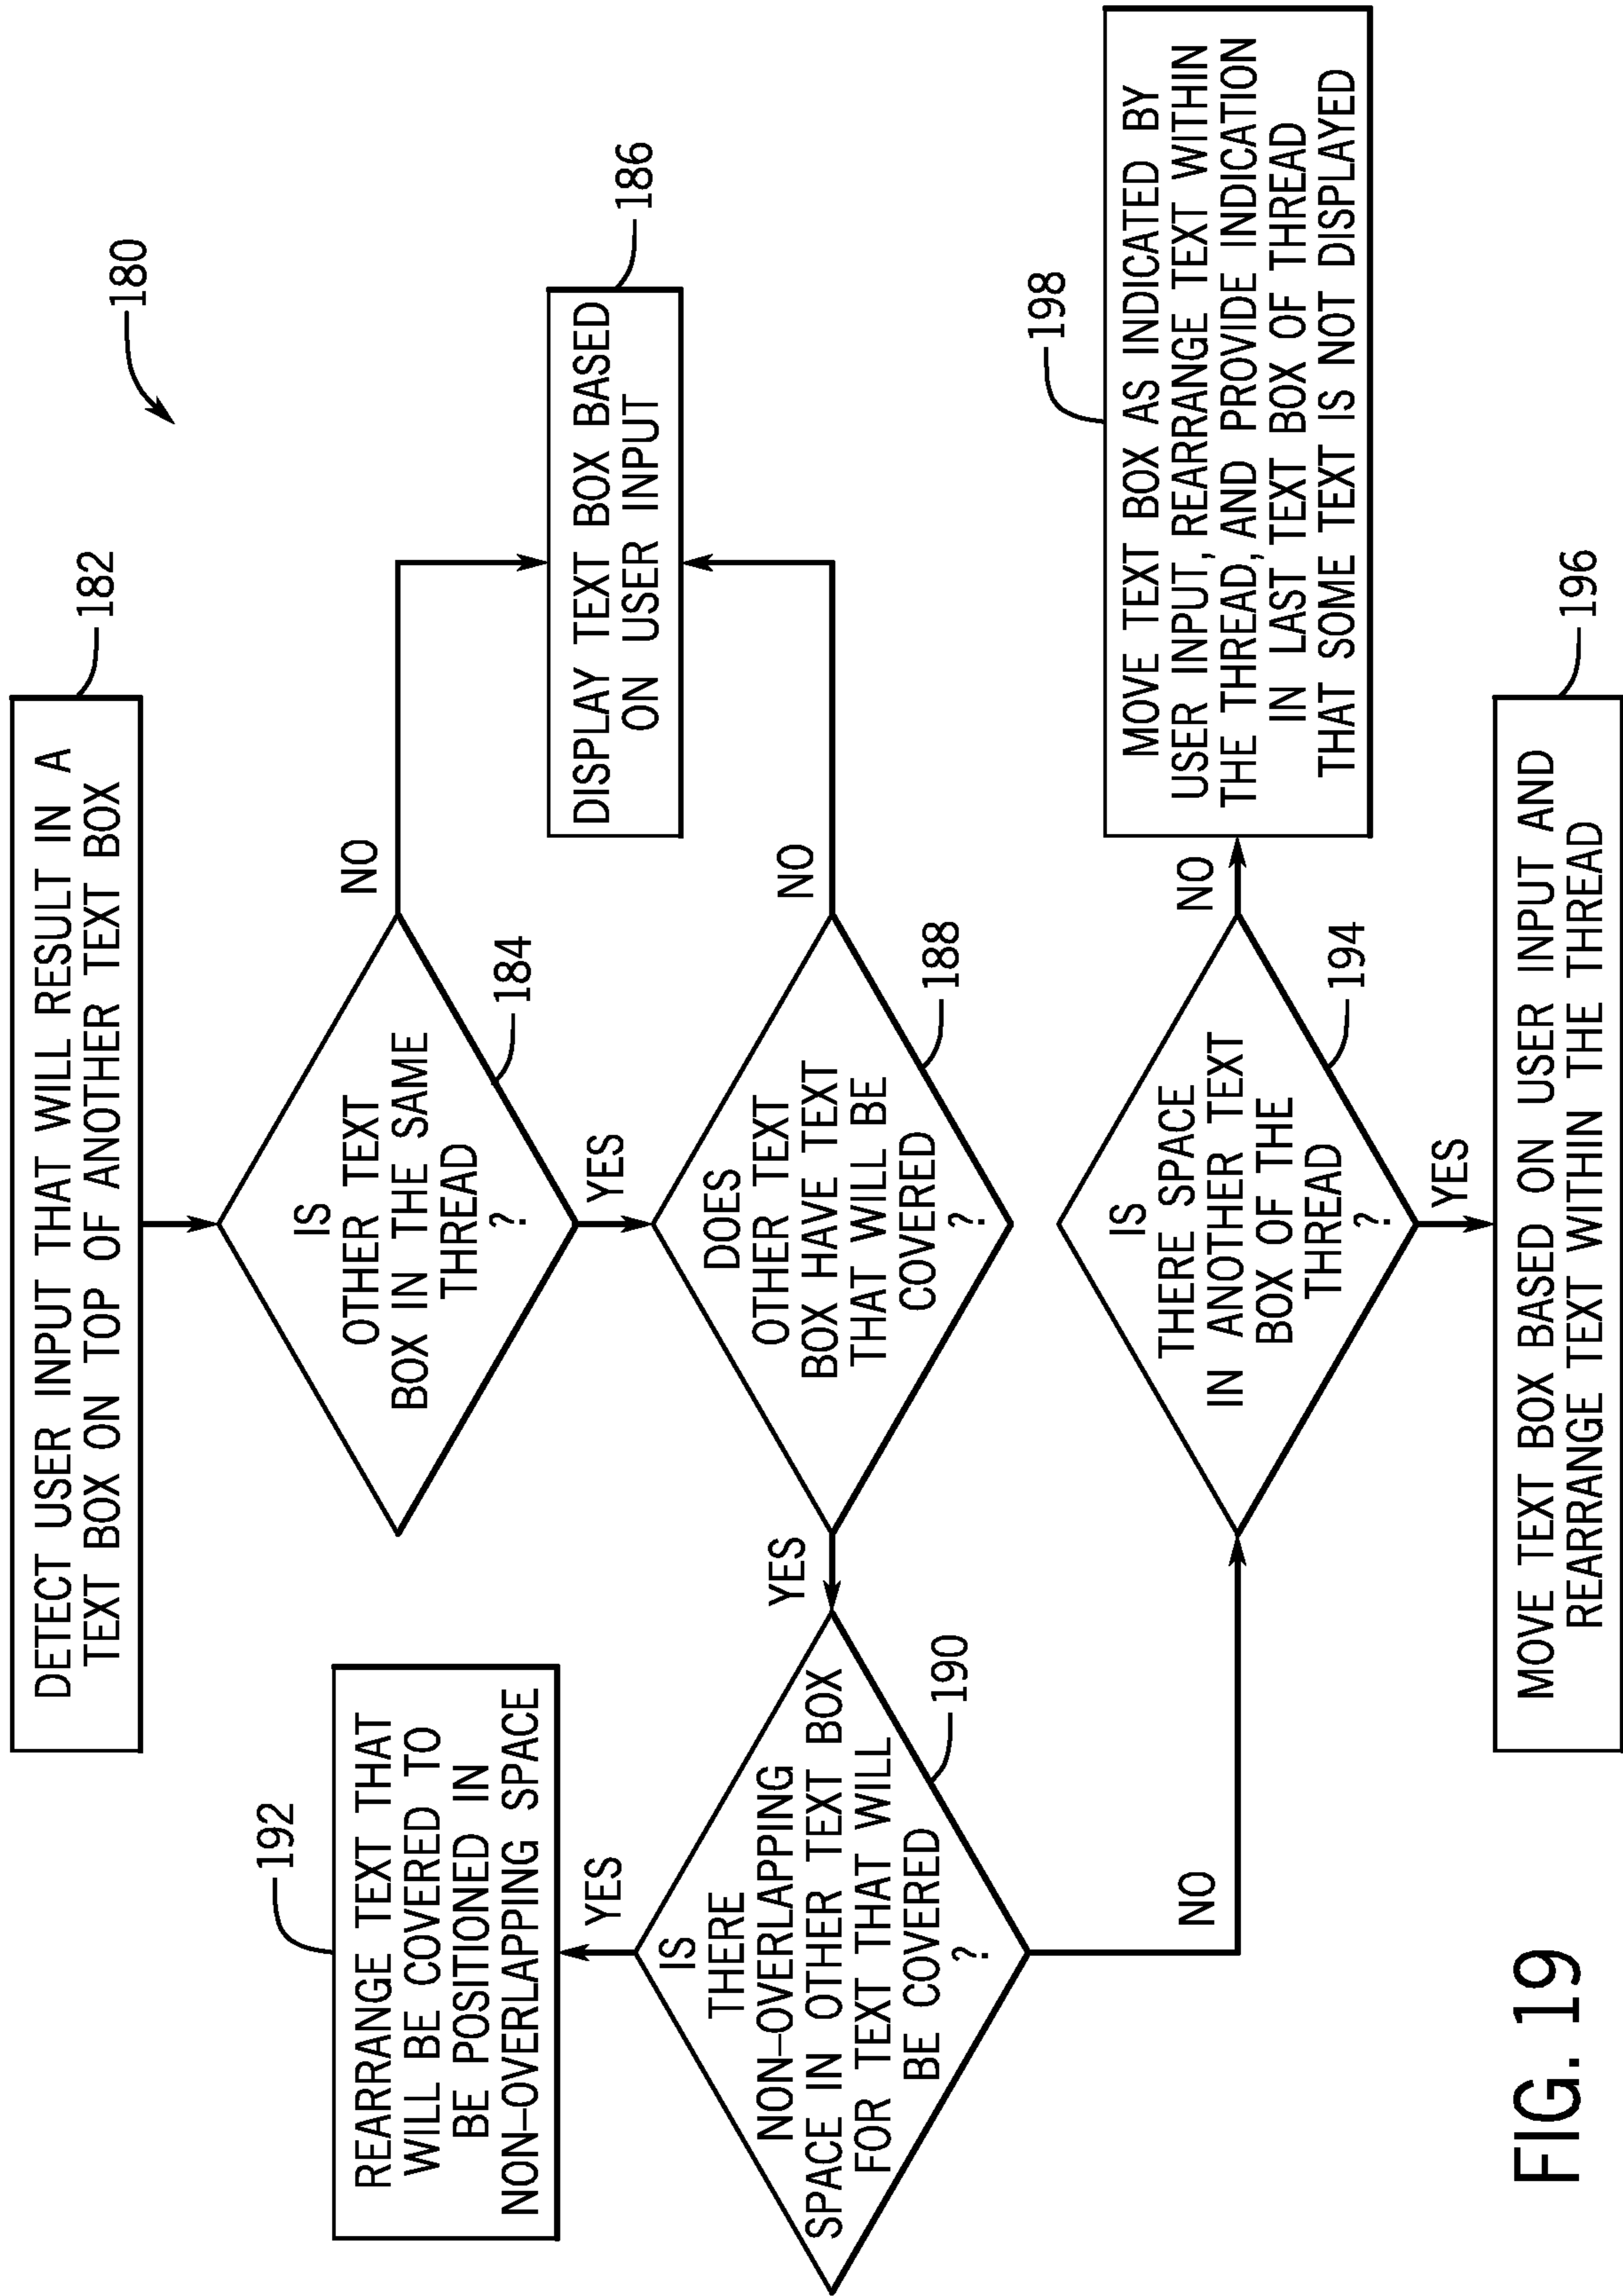 180
DETECT USER INPUT THAT WILL RESULT IN A
TEXT BOX ON TOP OF ANOTHER TEXT BOX
182
IS
OTHER TEXT
BOX IN THE SAME
THREAD
?
184
NO
YES
DISPLAY TEXT BOX BASED
ON USER INPUT
186
DOES
OTHER TEXT
BOX HAVE TEXT
THAT WILL BE
COVERED
?
188
NO
YES
192
REARRANGE TEXT THAT
WILL BE COVERED TO
BE POSITIONED IN
NON-OVERLAPPING SPACE
YES
IS
THERE
NON-OVERLAPPING
SPACE IN OTHER TEXT BOX
FOR TEXT THAT WILL
BE COVERED
?
190
NO
IS
THERE SPACE
IN ANOTHER TEXT
BOX OF THE
THREAD
?
194
NO
YES
198
MOVE TEXT BOX AS INDICATED BY
USER INPUT, REARRANGE TEXT WITHIN
THE THREAD, AND PROVIDE INDICATION
IN LAST TEXT BOX OF THREAD
THAT SOME TEXT IS NOT DISPLAYED
MOVE TEXT BOX BASED ON USER INPUT AND
REARRANGE TEXT WITHIN THE THREAD
196
FIG. 19